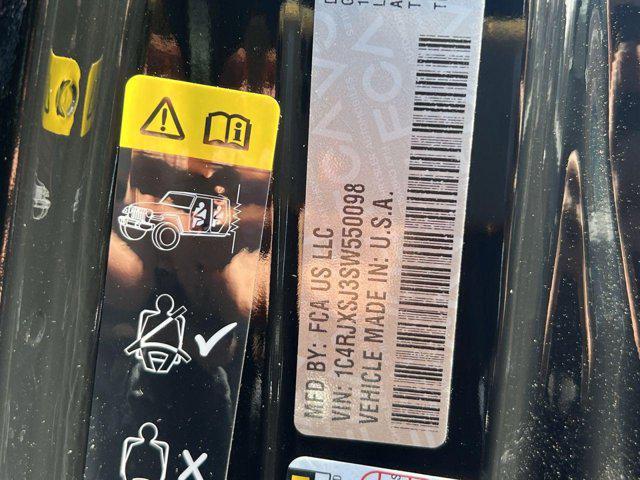 MFD BY: FCA US LLC
VIN: 1C4RJXSJ3SW550098
VEHICLE MADE IN: U.S.A.